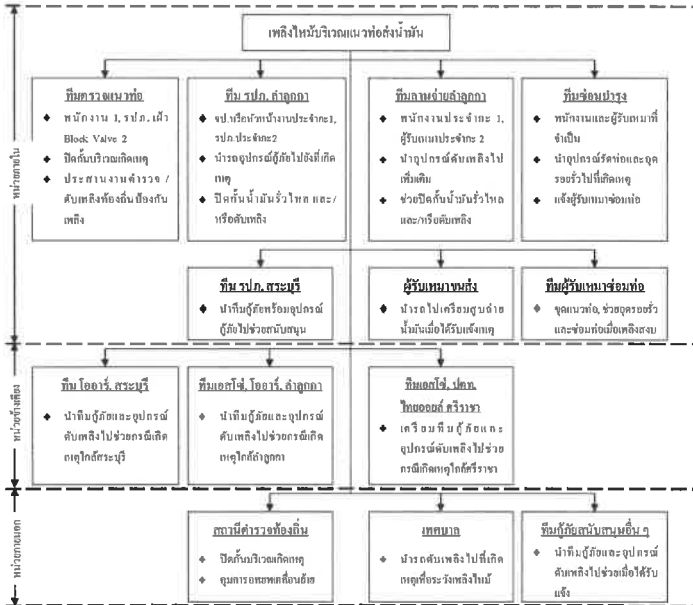 เพลิงไหม้บริเวณแนวท่อส่งน้ำมัน
หน่วยภายใน
ทีมตรวจแนวท่อ
◆ พนักงาน 1, รปภ. เฝ้า
Block Valve 2
◆ ปิดกั้นบริเวณเกิดเหตุ
◆ ประสานงานตำรวจ /
ดับเพลิงท้องถิ่นป้องกัน
เพลิง
ทีม รปภ. ลำลูกกา
◆ จป.หรือหัวหน้างานประจำกะ1,
รปภ.ประจำกะ2
◆ นำรถอุปกรณ์กู้ภัยไปยังที่เกิด
เหตุ
◆ ปิดกั้นน้ำมันรั่วไหล และ/
หรือดับเพลิง
ทีมลานจ่ายลำลูกกา
◆ พนักงานประจำกะ 1,
ผู้รับเหมาประจำกะ 2
◆ นำอุปกรณ์ดับเพลิงไป
เพิ่มเติม
◆ ช่วยปิดกั้นน้ำมันรั่วไหล
และ/หรือดับเพลิง
ทีมซ่อมบำรุง
◆ พนักงานและผู้รับเหมาที่
จำเป็น
◆ นำอุปกรณ์รัดท่อและอุด
รอยรั่วไปที่เกิดเหตุ
◆ แจ้งผู้รับเหมาซ่อมท่อ
ทีม รปภ. สระบุรี
◆ นำทีมกู้ภัยพร้อมอุปกรณ์
กู้ภัยไปช่วยสนับสนุน
ผู้รับเหมาขนส่ง
◆ นำรถไปเตรียมสูบถ่าย
น้ำมันเมื่อได้รับแจ้งเหตุ
ทีมผู้รับเหมาซ่อมท่อ
◆ ขุดแนวท่อ, ช่วยอุดรอยรั่ว
และซ่อมท่อเมื่อเพลิงสงบ
หน่วยข้างเคียง
ทีม โออาร์. สระบุรี
◆ นำทีมกู้ภัยและอุปกรณ์
ดับเพลิงไปช่วยกรณีเกิด
เหตุใกล้สระบุรี
ทีมเอสโซ่, โออาร์. ลำลูกกา
◆ นำทีมกู้ภัยและอุปกรณ์
ดับเพลิงไปช่วยกรณีเกิด
เหตุใกล้ลำลูกกา
ทีมเอสโซ่, ปตท.
ไทยออยล์ ศรีราชา
◆ เตรียมทีมกู้ภัยและ
อุปกรณ์ดับเพลิงไปช่วย
กรณีเกิดเหตุใกล้ศรีราชา
หน่วยภายนอก
สถานีตำรวจท้องถิ่น
◆ ปิดกั้นบริเวณเกิดเหตุ
◆ คุมการอพยพเคลื่อนย้าย
เทศบาล
◆ นำรถดับเพลิงไปที่เกิด
เหตุเพื่อระวังเพลิงไหม้
ทีมกู้ภัยสนับสนุนอื่น ๆ
◆ นำทีมกู้ภัยและอุปกรณ์
ดับเพลิงไปช่วยเมื่อได้รับ
แจ้ง